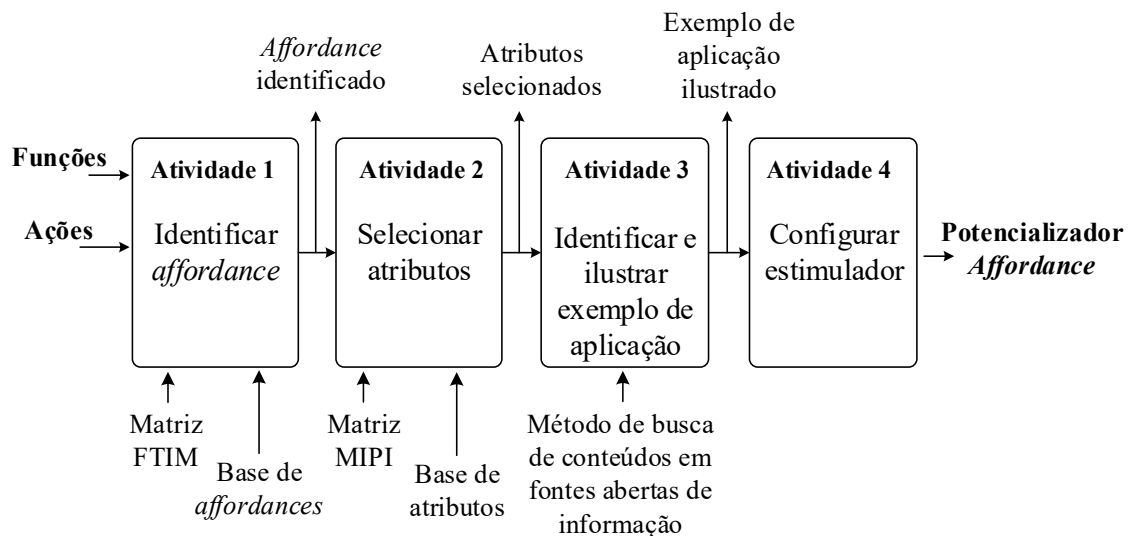 Affordance
identificado
Atributos
selecionados
Exemplo de
aplicação
ilustrado
Funções
Ações
Atividade 1
Identificar
affordance
Atividade 2
Selecionar
atributos
Atividade 3
Identificar e
ilustrar
exemplo de
aplicação
Atividade 4
Configurar
estimulador
Potencializador
Affordance
Matriz
FTIM
Base de
affordances
Matriz
MIPI
Base de
atributos
Método de busca
de conteúdos em
fontes abertas de
informação